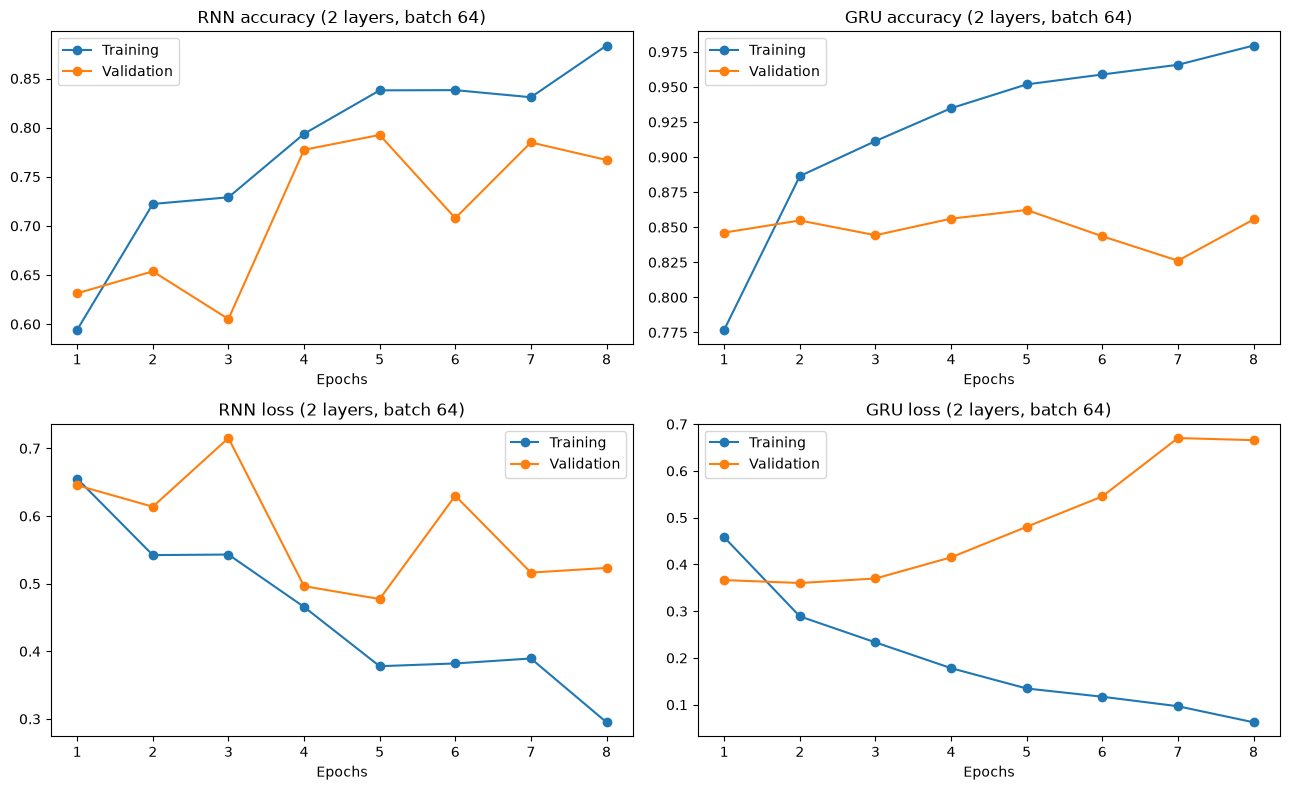 RNN accuracy (2 layers, batch 64)
Training
Validation
0.85
0.80
0.75
0.70
0.65
0.60
1 2 3 4 5 6 7 8
Epochs
GRU accuracy (2 layers, batch 64)
Training
Validation
0.975
0.950
0.925
0.900
0.875
0.850
0.825
0.800
0.775
1 2 3 4 5 6 7 8
Epochs
RNN loss (2 layers, batch 64)
Training
Validation
0.7
0.6
0.5
0.4
0.3
1 2 3 4 5 6 7 8
Epochs
GRU loss (2 layers, batch 64)
Training
Validation
0.7
0.6
0.5
0.4
0.3
0.2
0.1
1 2 3 4 5 6 7 8
Epochs